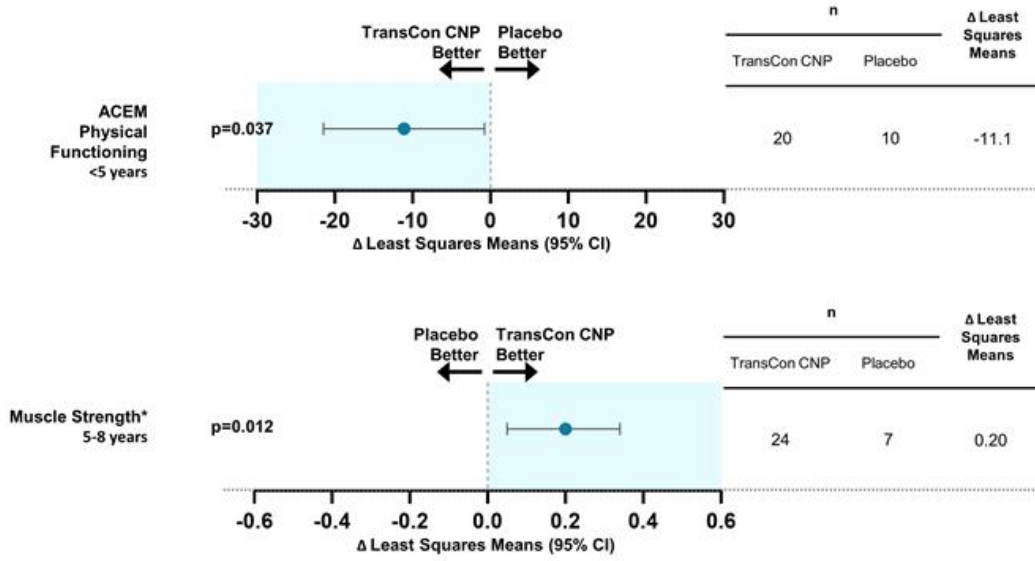 TransCon CNP
Better
Placebo
Better
n
Δ Least
Squares
Means
TransCon CNP
Placebo
ACEM
Physical
Functioning
<5 years
p=0.037
20
10
-11.1
-30
-20
-10
0
10
20
30
Δ Least Squares Means (95% CI)
Placebo
Better
TransCon CNP
Better
n
Δ Least
Squares
Means
TransCon CNP
Placebo
Muscle Strength*
5-8 years
p=0.012
24
7
0.20
-0.6
-0.4
-0.2
0.0
0.2
0.4
0.6
Δ Least Squares Means (95% CI)